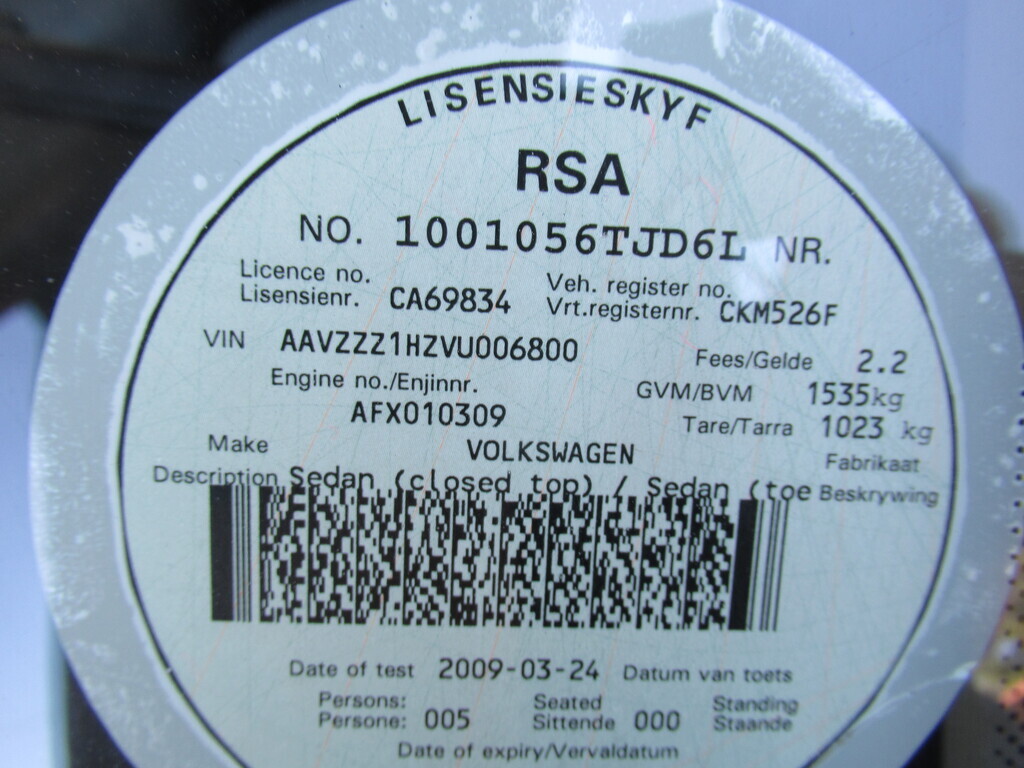 LISENSIESKYF
RSA
NO. 1001056TJD6L NR.
Licence no. Veh. register no.
Lisensienr. CA69834 Vrt.registernr. CKM526F
VIN AAVZZZ1HZVU006800 Fees/Gelde 2.2
Engine no./Enjinnr. GVM/BVM 1535kg
AFX010309 Tare/Tarra 1023 kg
Make VOLKSWAGEN Fabrikaat
Description Sedan (closed top) / Sedan (toe Beskrywing
Date of test 2009-03-24 Datum van toets
Persons: Seated Standing
Persone: 005 Sittende 000 Staande
Date of expiry/Vervaldatum